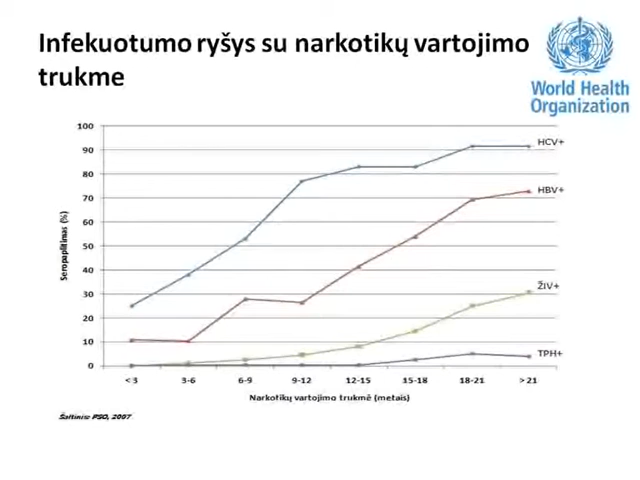 Infekuotumo ryšys su narkotikų vartojimo
trukme
World Health
Organization
100
90
80
70
60
50
40
30
20
10
0
Seropaplitimas (%)
HCV+
HBV+
ŽIV+
TPH+
<3
3-6
6-9
9-12
12-15
15-18
18-21
>21
Narkotikų vartojimo trukmė (metais)
Šaltinis: PSO, 2007